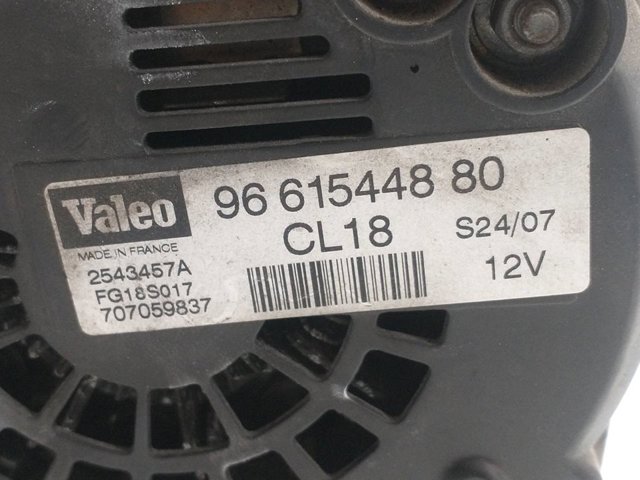 Valeo
MADE IN FRANCE
2543457A
FG18S017
707059837
96 615448 80
CL18
S24/07
12V